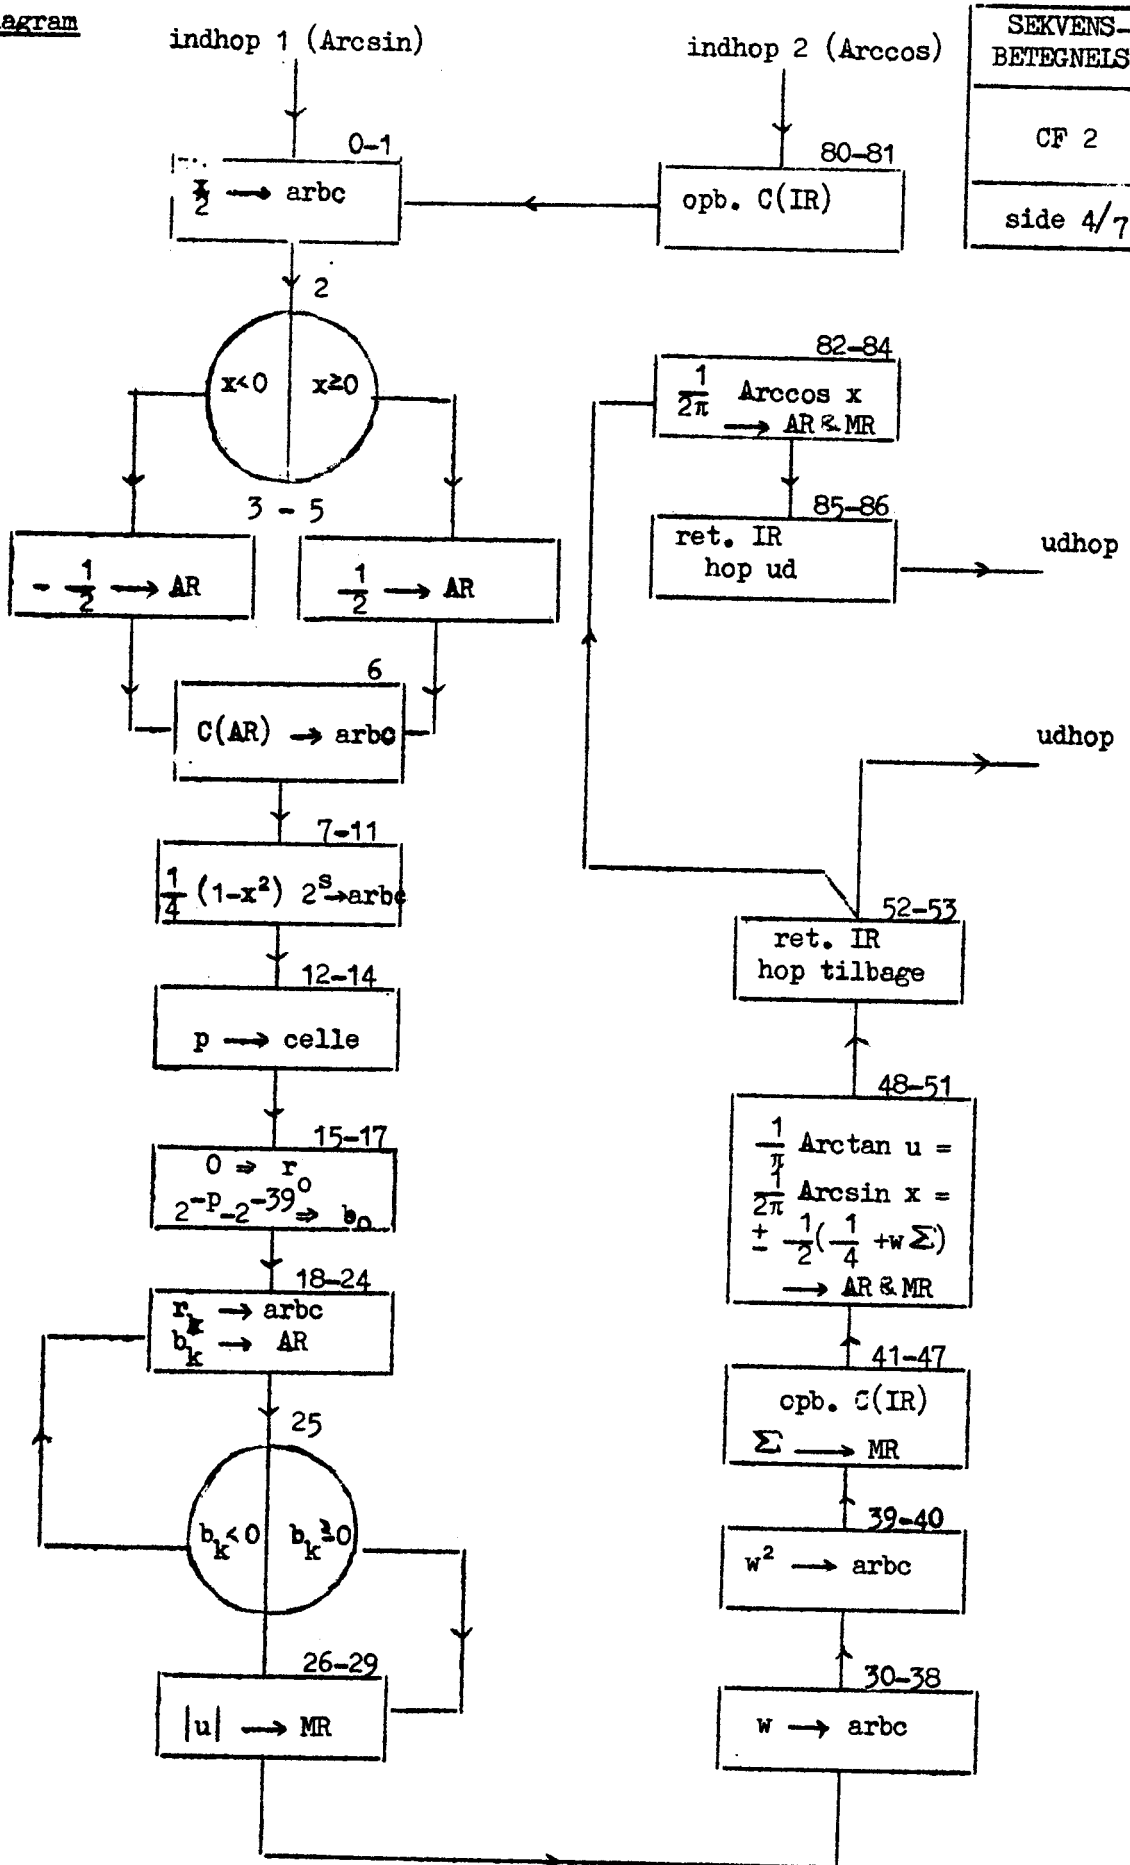 agram
indhop 1 (Arcsin)
indhop 2 (Arccos)
SEKVENS-
BETEGNELS
CF 2
side 4/7
0-1
x/2 → arbc
80-81
opb. C(IR)
2
x<0 x≥0
3 - 5
- 1/2 → AR
1/2 → AR
6
C(AR) → arbc
7-11
1/4 (1-x²) 2^s → arbc
12-14
p → celle
15-17
0 ⇒ r₀
2^-p-2^-39 ⇒ b₀
18-24
r_k → arbc
b_k → AR
25
b_k<0 b_k≥0
26-29
|u| → MR
82-84
1/2π Arccos x
→ AR & MR
85-86
ret. IR
hop ud
udhop
udhop
52-53
ret. IR
hop tilbage
48-51
1/π Arctan u =
1/2π Arcsin x =
± 1/2(1/4 +w Σ)
→ AR & MR
41-47
opb. C(IR)
Σ → MR
39-40
w² → arbc
30-38
w → arbc